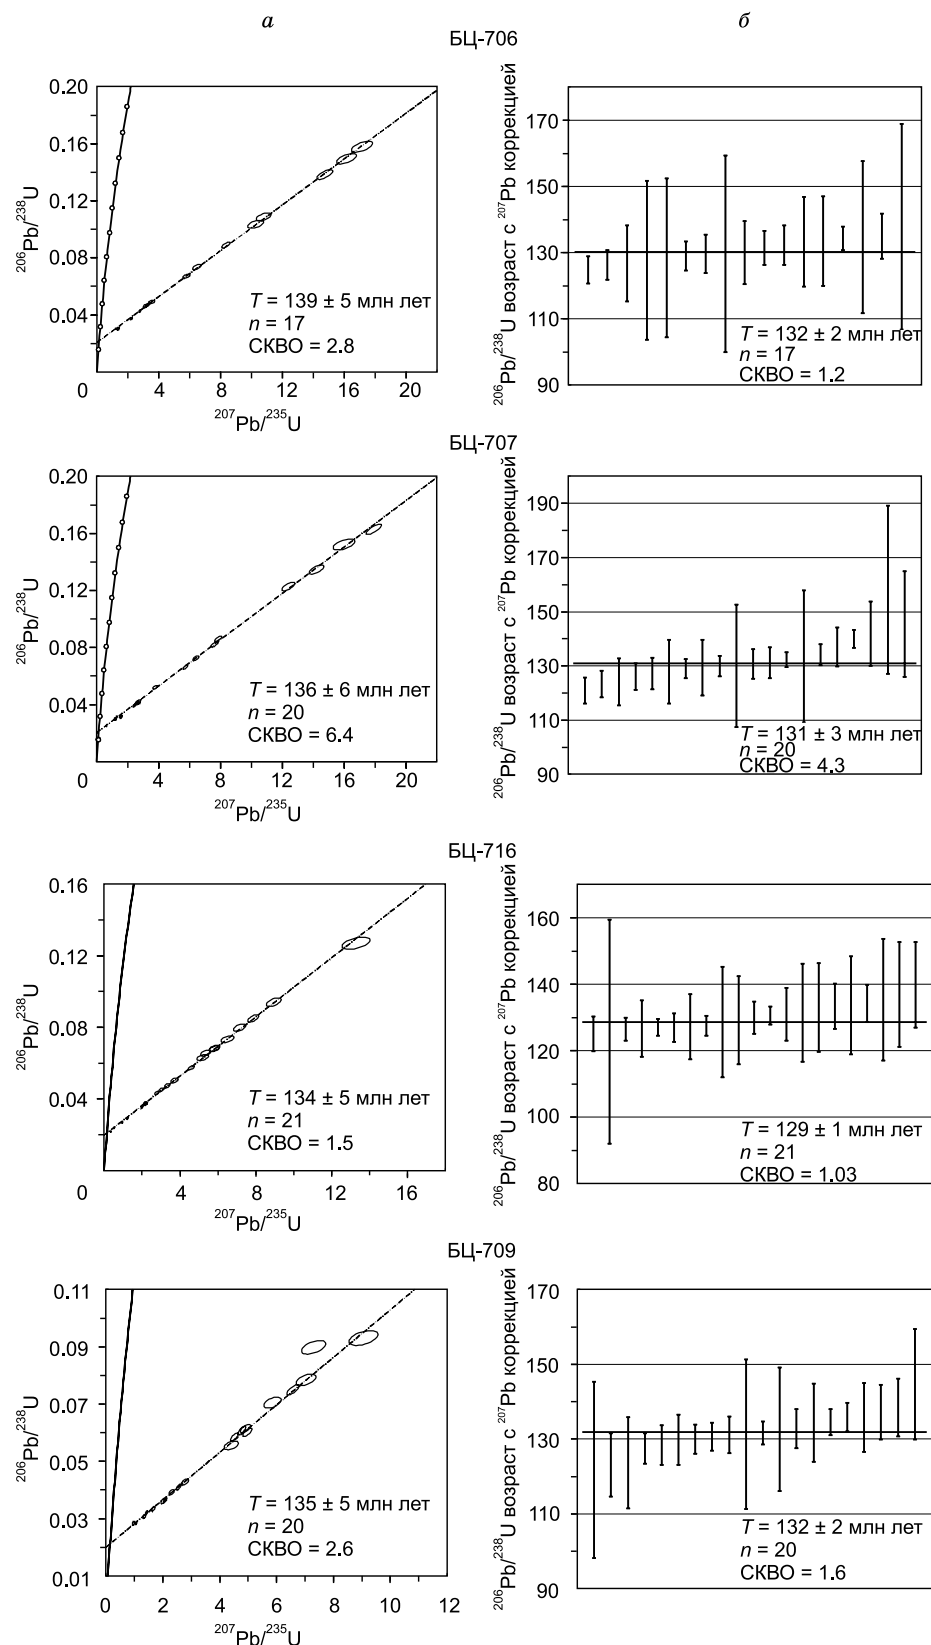 а
б
БЦ-706
0.20
0.16
0.12
0.08
0.04
0
4
8
12
16
20
²⁰⁶Pb/²³⁸U
²⁰⁷Pb/²³⁵U
T = 139 ± 5 млн лет
n = 17
СКВО = 2.8
170
150
130
110
90
²⁰⁶Pb/²³⁸U возраст с ²⁰⁷Pb коррекцией
T = 132 ± 2 млн лет
n = 17
СКВО = 1.2
БЦ-707
0.20
0.16
0.12
0.08
0.04
0
4
8
12
16
20
²⁰⁶Pb/²³⁸U
²⁰⁷Pb/²³⁵U
T = 136 ± 6 млн лет
n = 20
СКВО = 6.4
190
170
150
130
110
90
²⁰⁶Pb/²³⁸U возраст с ²⁰⁷Pb коррекцией
T = 131 ± 3 млн лет
n = 20
СКВО = 4.3
БЦ-716
0.16
0.12
0.08
0.04
0
4
8
12
16
²⁰⁶Pb/²³⁸U
²⁰⁷Pb/²³⁵U
T = 134 ± 5 млн лет
n = 21
СКВО = 1.5
160
140
120
100
80
²⁰⁶Pb/²³⁸U возраст с ²⁰⁷Pb коррекцией
T = 129 ± 1 млн лет
n = 21
СКВО = 1.03
БЦ-709
0.11
0.09
0.07
0.05
0.03
0.01
0
2
4
6
8
10
12
²⁰⁶Pb/²³⁸U
²⁰⁷Pb/²³⁵U
T = 135 ± 5 млн лет
n = 20
СКВО = 2.6
170
150
130
110
90
²⁰⁶Pb/²³⁸U возраст с ²⁰⁷Pb коррекцией
T = 132 ± 2 млн лет
n = 20
СКВО = 1.6